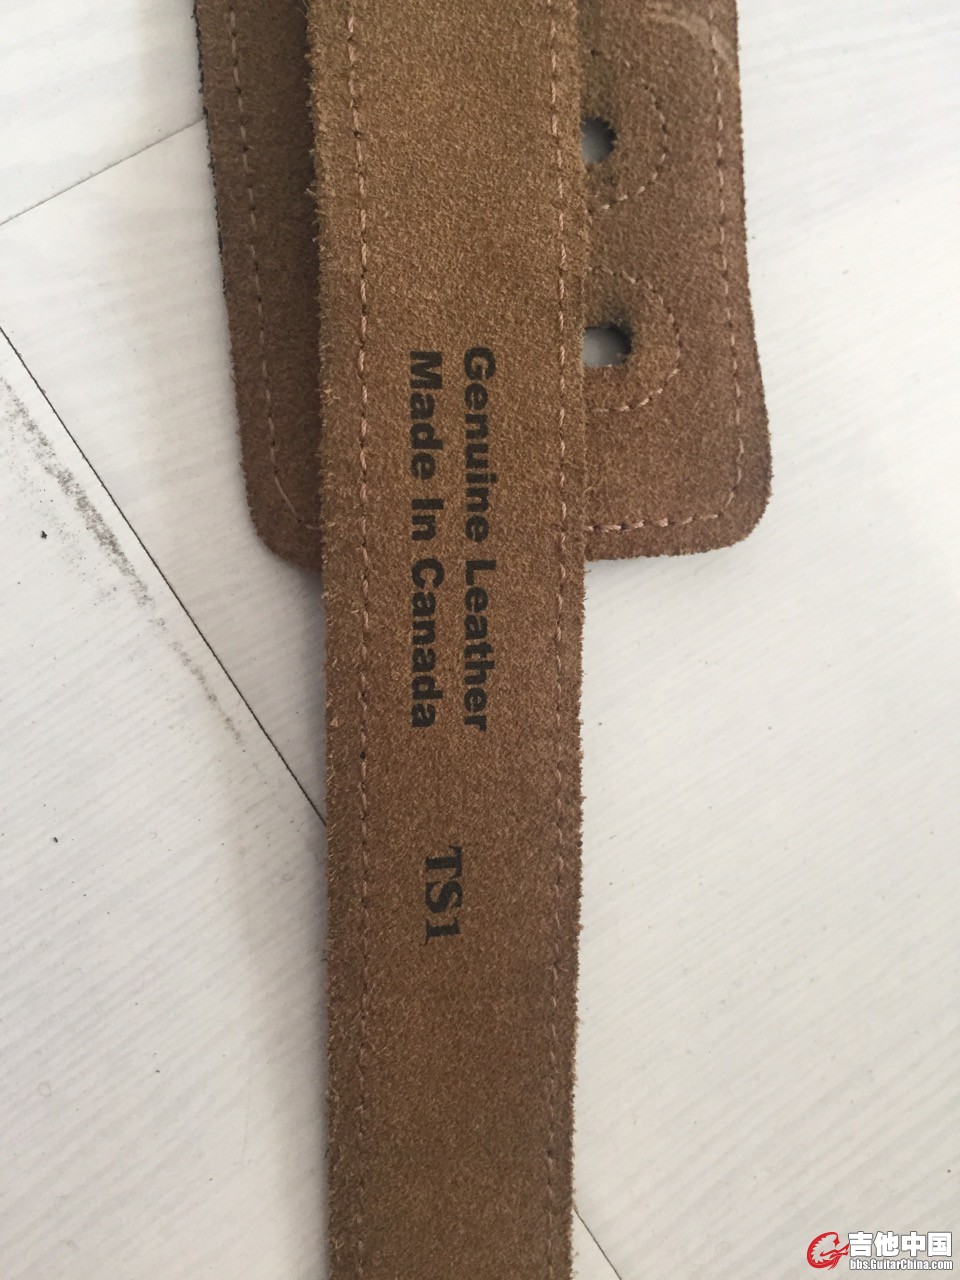 Genuine Leather
Made In Canada
TS1
吉他中国
bbs.GuitarChina.com